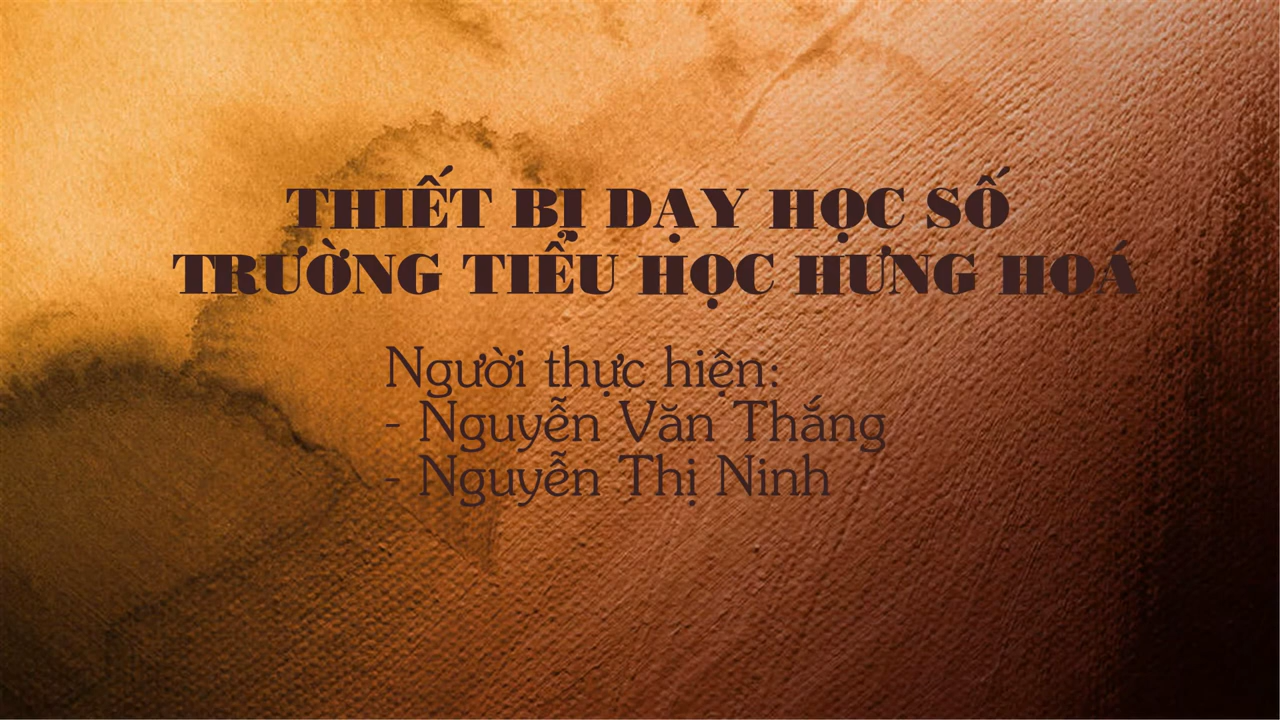 THIẾT BỊ DẠY HỌC SỐ
TRƯỜNG TIỂU HỌC HƯNG HOÁ
Người thực hiện:
- Nguyễn Văn Thắng
- Nguyễn Thị Ninh